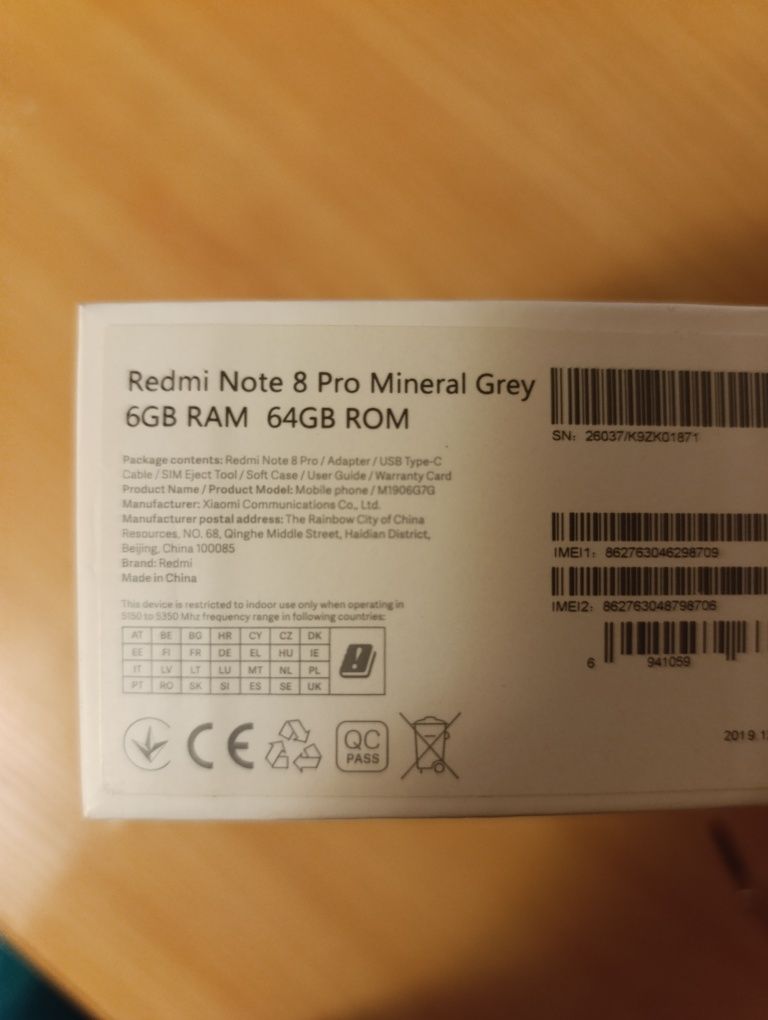 Redmi Note 8 Pro Mineral Grey
6GB RAM 64GB ROM
Package contents: Redmi Note 8 Pro / Adapter / USB Type-C
Cable / SIM Eject Tool / Soft Case / User Guide / Warranty Card
Product Name / Product Model: Mobile phone / M1906G7G
Manufacturer: Xiaomi Communications Co., Ltd.
Manufacturer postal address: The Rainbow City of China
Resources, NO. 68, Qinghe Middle Street, Haidian District,
Beijing, China 100085
Brand: Redmi
Made in China
This device is restricted to indoor use only when operating in
5150 to 5350 Mhz frequency range in following countries:
AT BE BG HR CY CZ DK
EE FI FR DE EL HU IE
IT LV LT LU MT NL PL
PT RO SK SI ES SE UK
CE
QC
PASS
SN: 26037/K9ZK01871
IMEI1: 862763046298709
IMEI2: 862763048798706
6 941059
2019.12